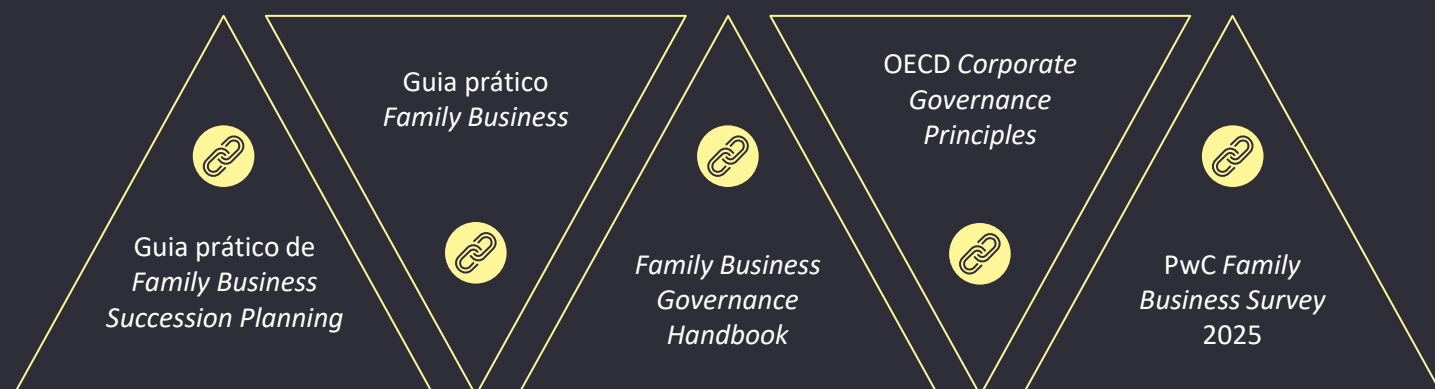 Guia prático de
Family Business
Succession Planning
Guia prático
Family Business
Family Business
Governance
Handbook
OECD Corporate
Governance
Principles
PwC Family
Business Survey
2025